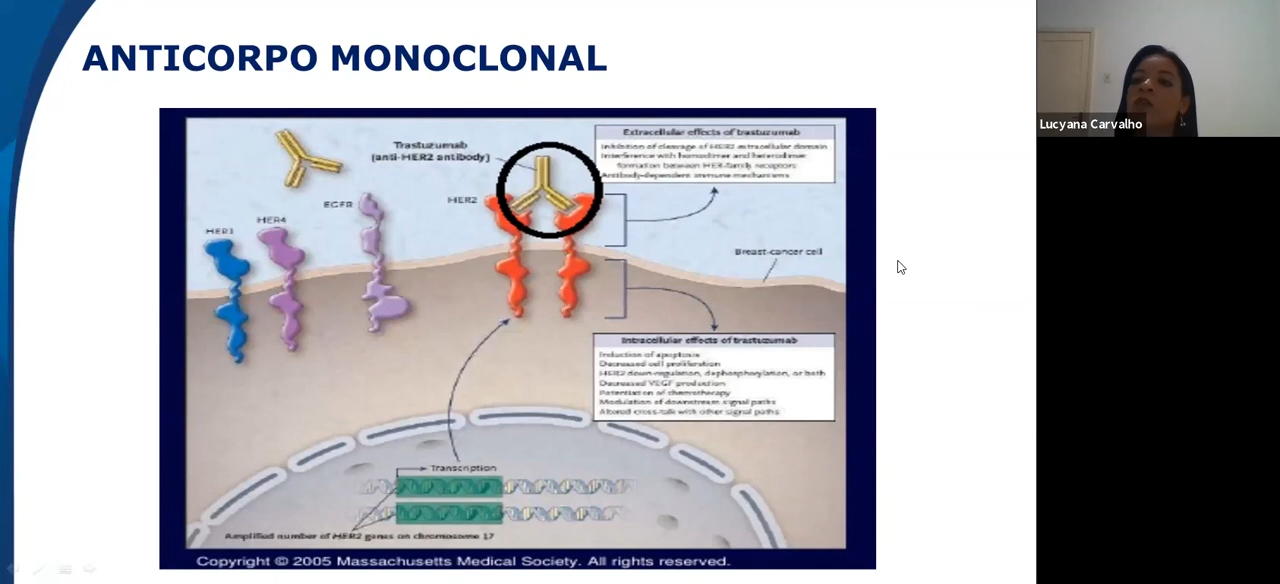 ANTICORPO MONOCLONAL
Lucyana Carvalho
Trastuzumab
(anti-HER2 antibody)
Extracellular effects of trastuzumab
Inhibition of cleavage of HER2 extracellular domain
Interference with homodimer and heterodimer
formation between HER-family receptors
Antibody-dependent immune mechanisms
HER3
HER4
EGFR
HER2
Breast-cancer cell
Intracellular effects of trastuzumab
Induction of apoptosis
Decreased cell proliferation
HER2 down-regulation, dephosphorylation, or both
Decreased VEGF production
Potentiation of chemotherapy
Modulation of downstream signal paths
Altered cross-talk with other signal paths
Transcription
Amplified number of HER2 genes on chromosome 17
Copyright © 2005 Massachusetts Medical Society. All rights reserved.